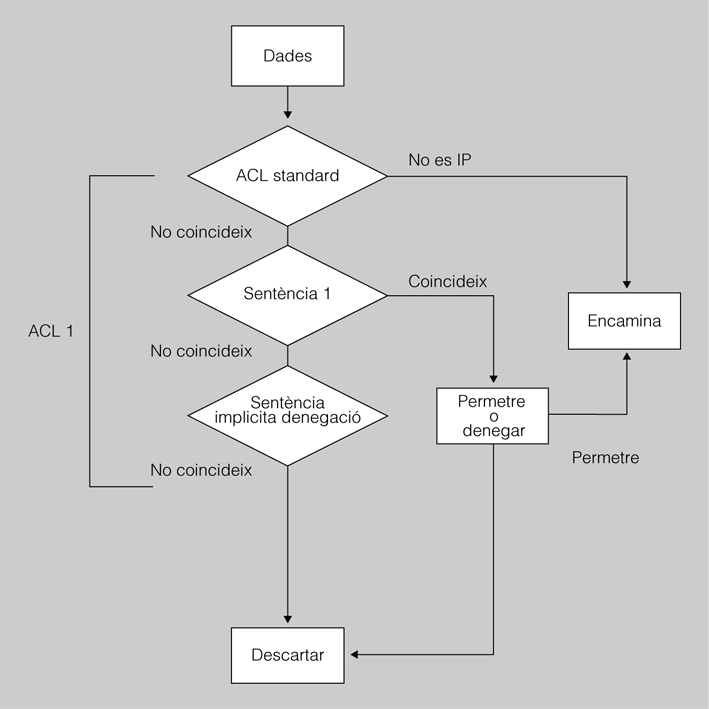 Dades
ACL standard
No es IP
No coincideix
Sentència 1
Coincideix
Encamina
ACL 1
No coincideix
Sentència
implicita denegació
Permetre
o
denegar
Permetre
No coincideix
Descartar